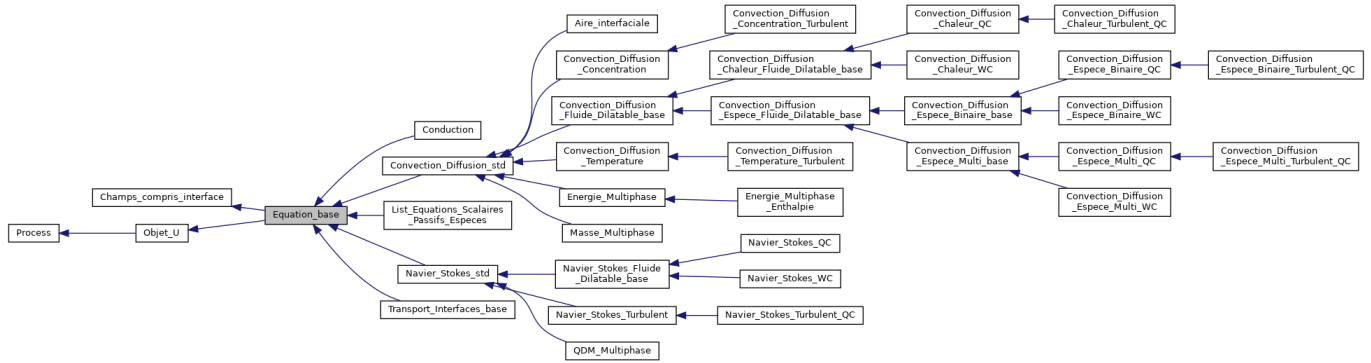 Aire_interfaciale
Convection_Diffusion
_Concentration_Turbulent
Convection_Diffusion
_Chaleur_QC
Convection_Diffusion
_Chaleur_Turbulent_QC
Convection_Diffusion
_Concentration
Convection_Diffusion
_Chaleur_Fluide_Dilatable_base
Convection_Diffusion
_Chaleur_WC
Convection_Diffusion
_Espece_Binaire_QC
Convection_Diffusion
_Espece_Binaire_Turbulent_QC
Convection_Diffusion
_Fluide_Dilatable_base
Convection_Diffusion
_Espece_Fluide_Dilatable_base
Convection_Diffusion
_Espece_Binaire_base
Convection_Diffusion
_Espece_Binaire_WC
Conduction
Convection_Diffusion_std
Convection_Diffusion
_Temperature
Convection_Diffusion
_Temperature_Turbulent
Convection_Diffusion
_Espece_Multi_base
Convection_Diffusion
_Espece_Multi_QC
Convection_Diffusion
_Espece_Multi_Turbulent_QC
Champs_compris_interface
Energie_Multiphase
Energie_Multiphase
_Enthalpie
Convection_Diffusion
_Espece_Multi_WC
Equation_base
List_Equations_Scalaires
_Passifs_Especes
Process
Objet_U
Masse_Multiphase
Navier_Stokes_QC
Navier_Stokes_std
Navier_Stokes_Fluide
_Dilatable_base
Navier_Stokes_WC
Transport_Interfaces_base
Navier_Stokes_Turbulent
Navier_Stokes_Turbulent_QC
QDM_Multiphase